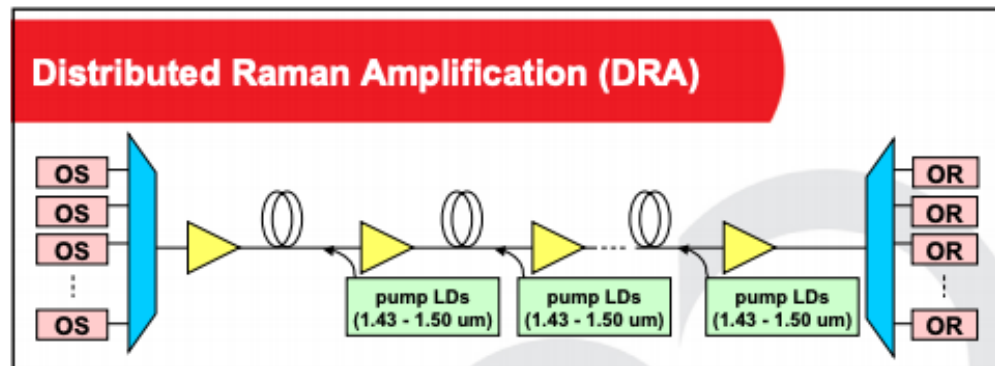 Distributed Raman Amplification (DRA)
OS
OS
OS
OS
pump LDs
(1.43 - 1.50 um)
pump LDs
(1.43 - 1.50 um)
pump LDs
(1.43 - 1.50 um)
OR
OR
OR
OR